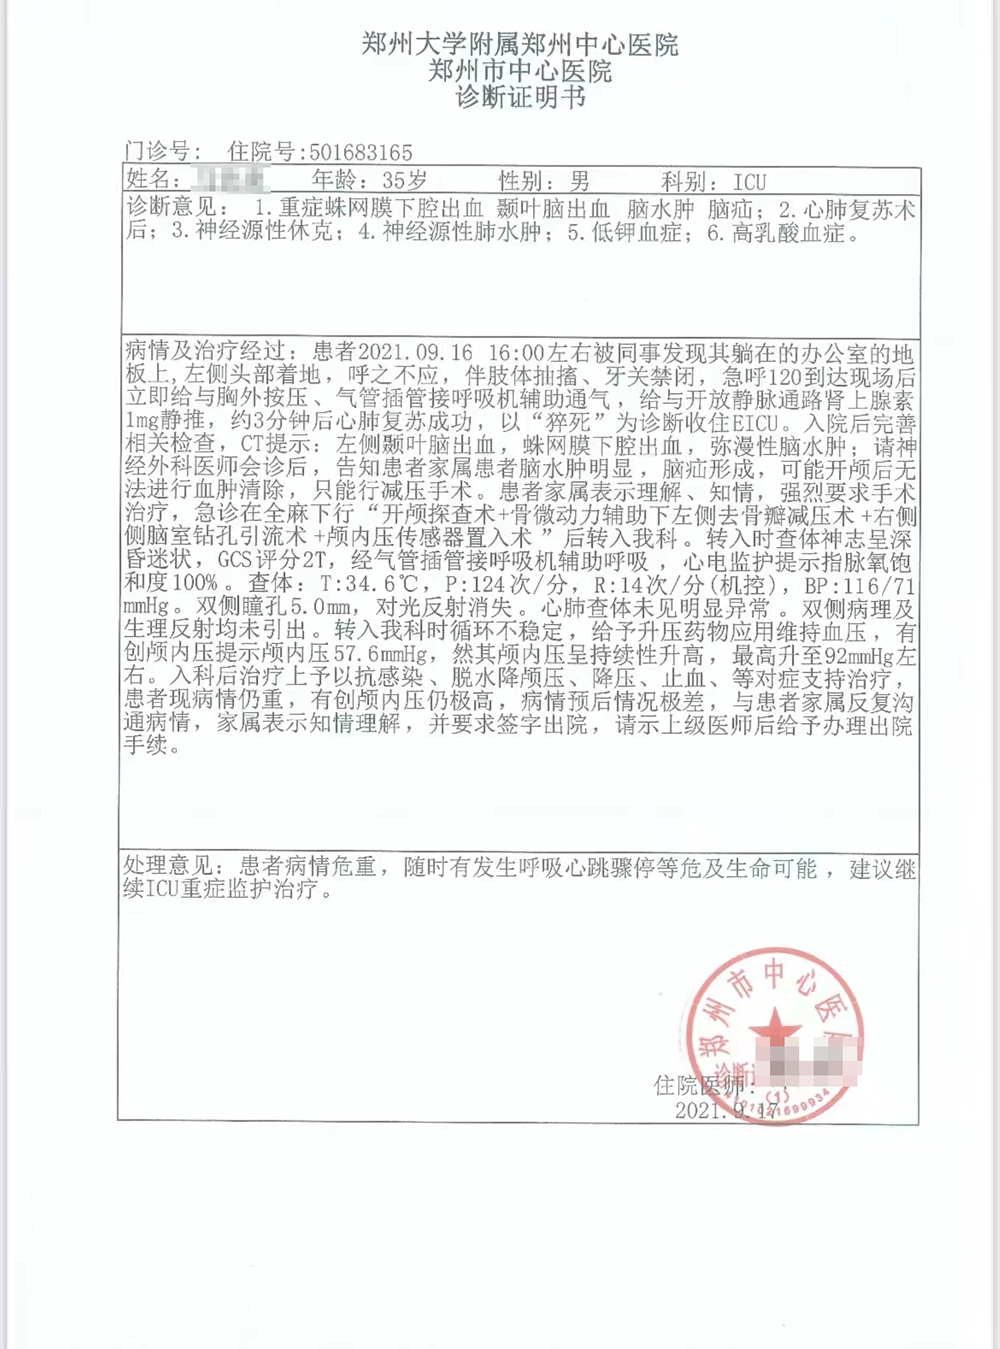 郑州大学附属郑州中心医院
郑州市中心医院
诊断证明书
门诊号: 住院号:501683165
姓名: 年龄: 35岁 性别: 男 科别: ICU
诊断意见: 1.重症蛛网膜下腔出血 颞叶脑出血 脑水肿 脑疝; 2.心肺复苏术
后; 3.神经源性休克; 4.神经源性肺水肿; 5.低钾血症; 6.高乳酸血症。
病情及治疗经过: 患者2021.09.16 16:00左右被同事发现其躺在的办公室的地
板上,左侧头部着地, 呼之不应, 伴肢体抽搐、牙关禁闭, 急呼120到达现场后
立即给与胸外按压、气管插管接呼吸机辅助通气, 给与开放静脉通路肾上腺素
1mg静推, 约3分钟后心肺复苏成功, 以“猝死”为诊断收住EICU。入院后完善
相关检查, CT提示: 左侧颞叶脑出血, 蛛网膜下腔出血, 弥漫性脑水肿; 请神
经外科医师会诊后, 告知患者家属患者脑水肿明显, 脑疝形成, 可能开颅后无
法进行血肿清除, 只能行减压手术。患者家属表示理解、知情, 强烈要求手术
治疗, 急诊在全麻下行“开颅探查术+骨微动力辅助下左侧去骨瓣减压术+右侧
侧脑室钻孔引流术+颅内压传感器置入术”后转入我科。转入时查体神志呈深
昏迷状, GCS评分2T, 经气管插管接呼吸机辅助呼吸, 心电监护提示指脉氧饱
和度100%。查体: T:34.6℃, P:124次/分, R:14次/分(机控), BP:116/71
mmHg。双侧瞳孔5.0mm, 对光反射消失。心肺查体未见明显异常。双侧病理及
生理反射均未引出。转入我科时循环不稳定, 给予升压药物应用维持血压, 有
创颅内压提示颅内压57.6mmHg, 然其颅内压呈持续性升高, 最高升至92mmHg左
右。入科后治疗上予以抗感染、脱水降颅压、降压、止血、等对症支持治疗,
患者现病情仍重, 有创颅内压仍极高, 病情预后情况极差, 与患者家属反复沟
通病情, 家属表示知情理解, 并要求签字出院, 请示上级医师后给予办理出院
手续。
处理意见: 患者病情危重, 随时有发生呼吸心跳骤停等危及生命可能, 建议继
续ICU重症监护治疗。
郑州市中心医
诊断
住院医师:
(1)
2021.9.17